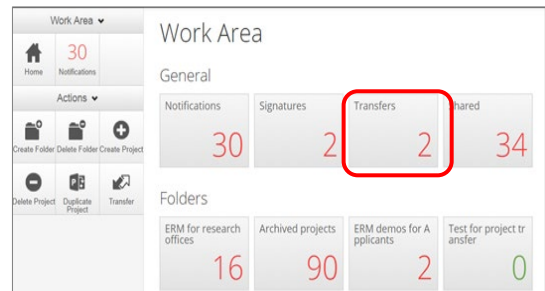 Work Area
Home
30
Notifications
Actions
Create Folder
Delete Folder
Create Project
Delete Project
Duplicate
Project
Transfer
Work Area
General
Notifications
30
Signatures
2
Transfers
2
Shared
34
Folders
ERM for research
offices
16
Archived projects
90
ERM demos for A
pplicants
2
Test for project tr
ansfer
0